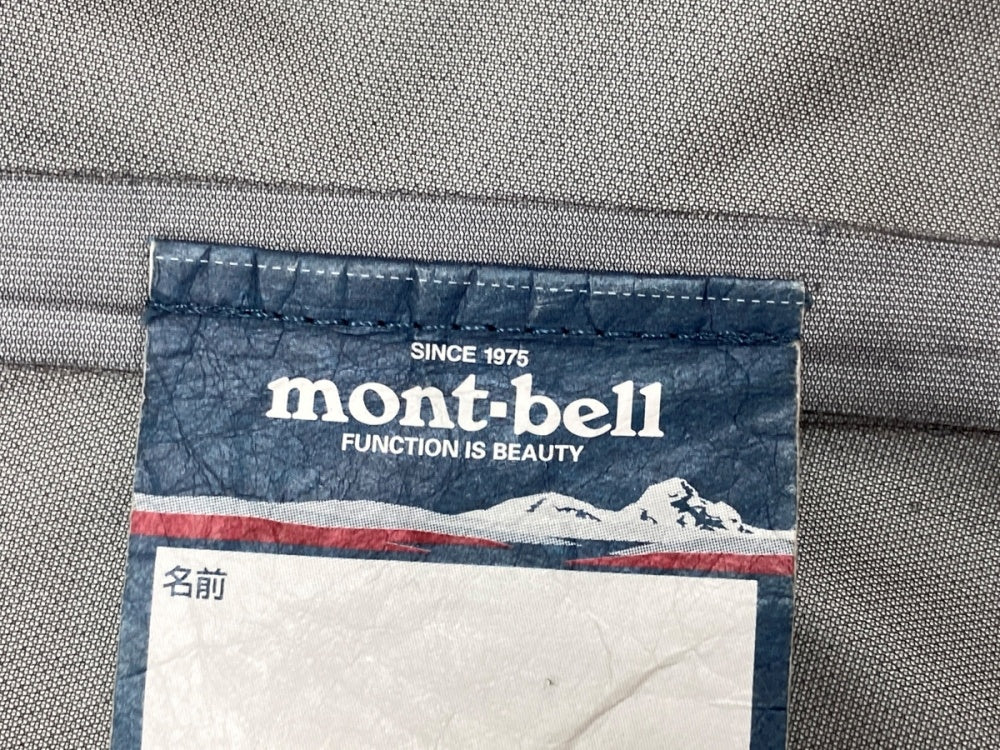 SINCE 1975
mont-bell
FUNCTION IS BEAUTY
名前